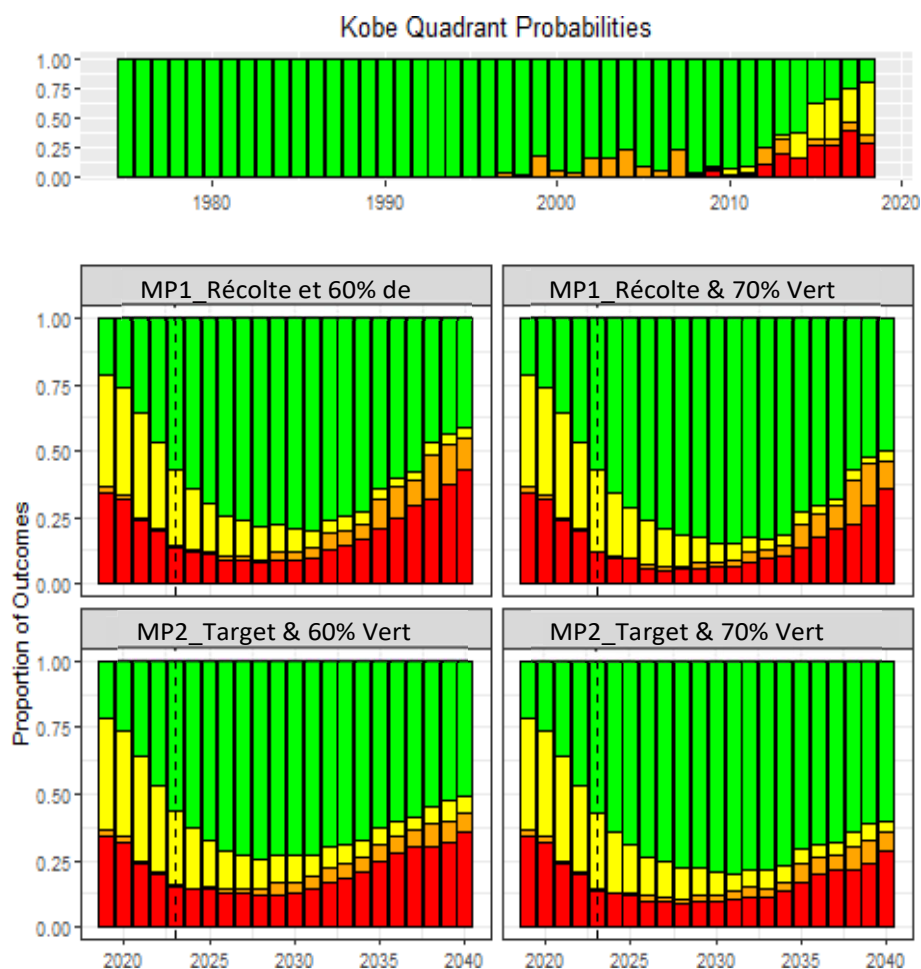 Kobe Quadrant Probabilities
1.00
0.75
0.50
0.25
0.00
1980 1990 2000 2010 2020
MP1_Récolte et 60% de MP1_Récolte & 70% Vert
1.00
0.75
0.50
0.25
0.00
Proportion of Outcomes
MP2_Target & 60% Vert MP2_Target & 70% Vert
1.00
0.75
0.50
0.25
0.00
2020 2025 2030 2035 2040 2020 2025 2030 2035 2040